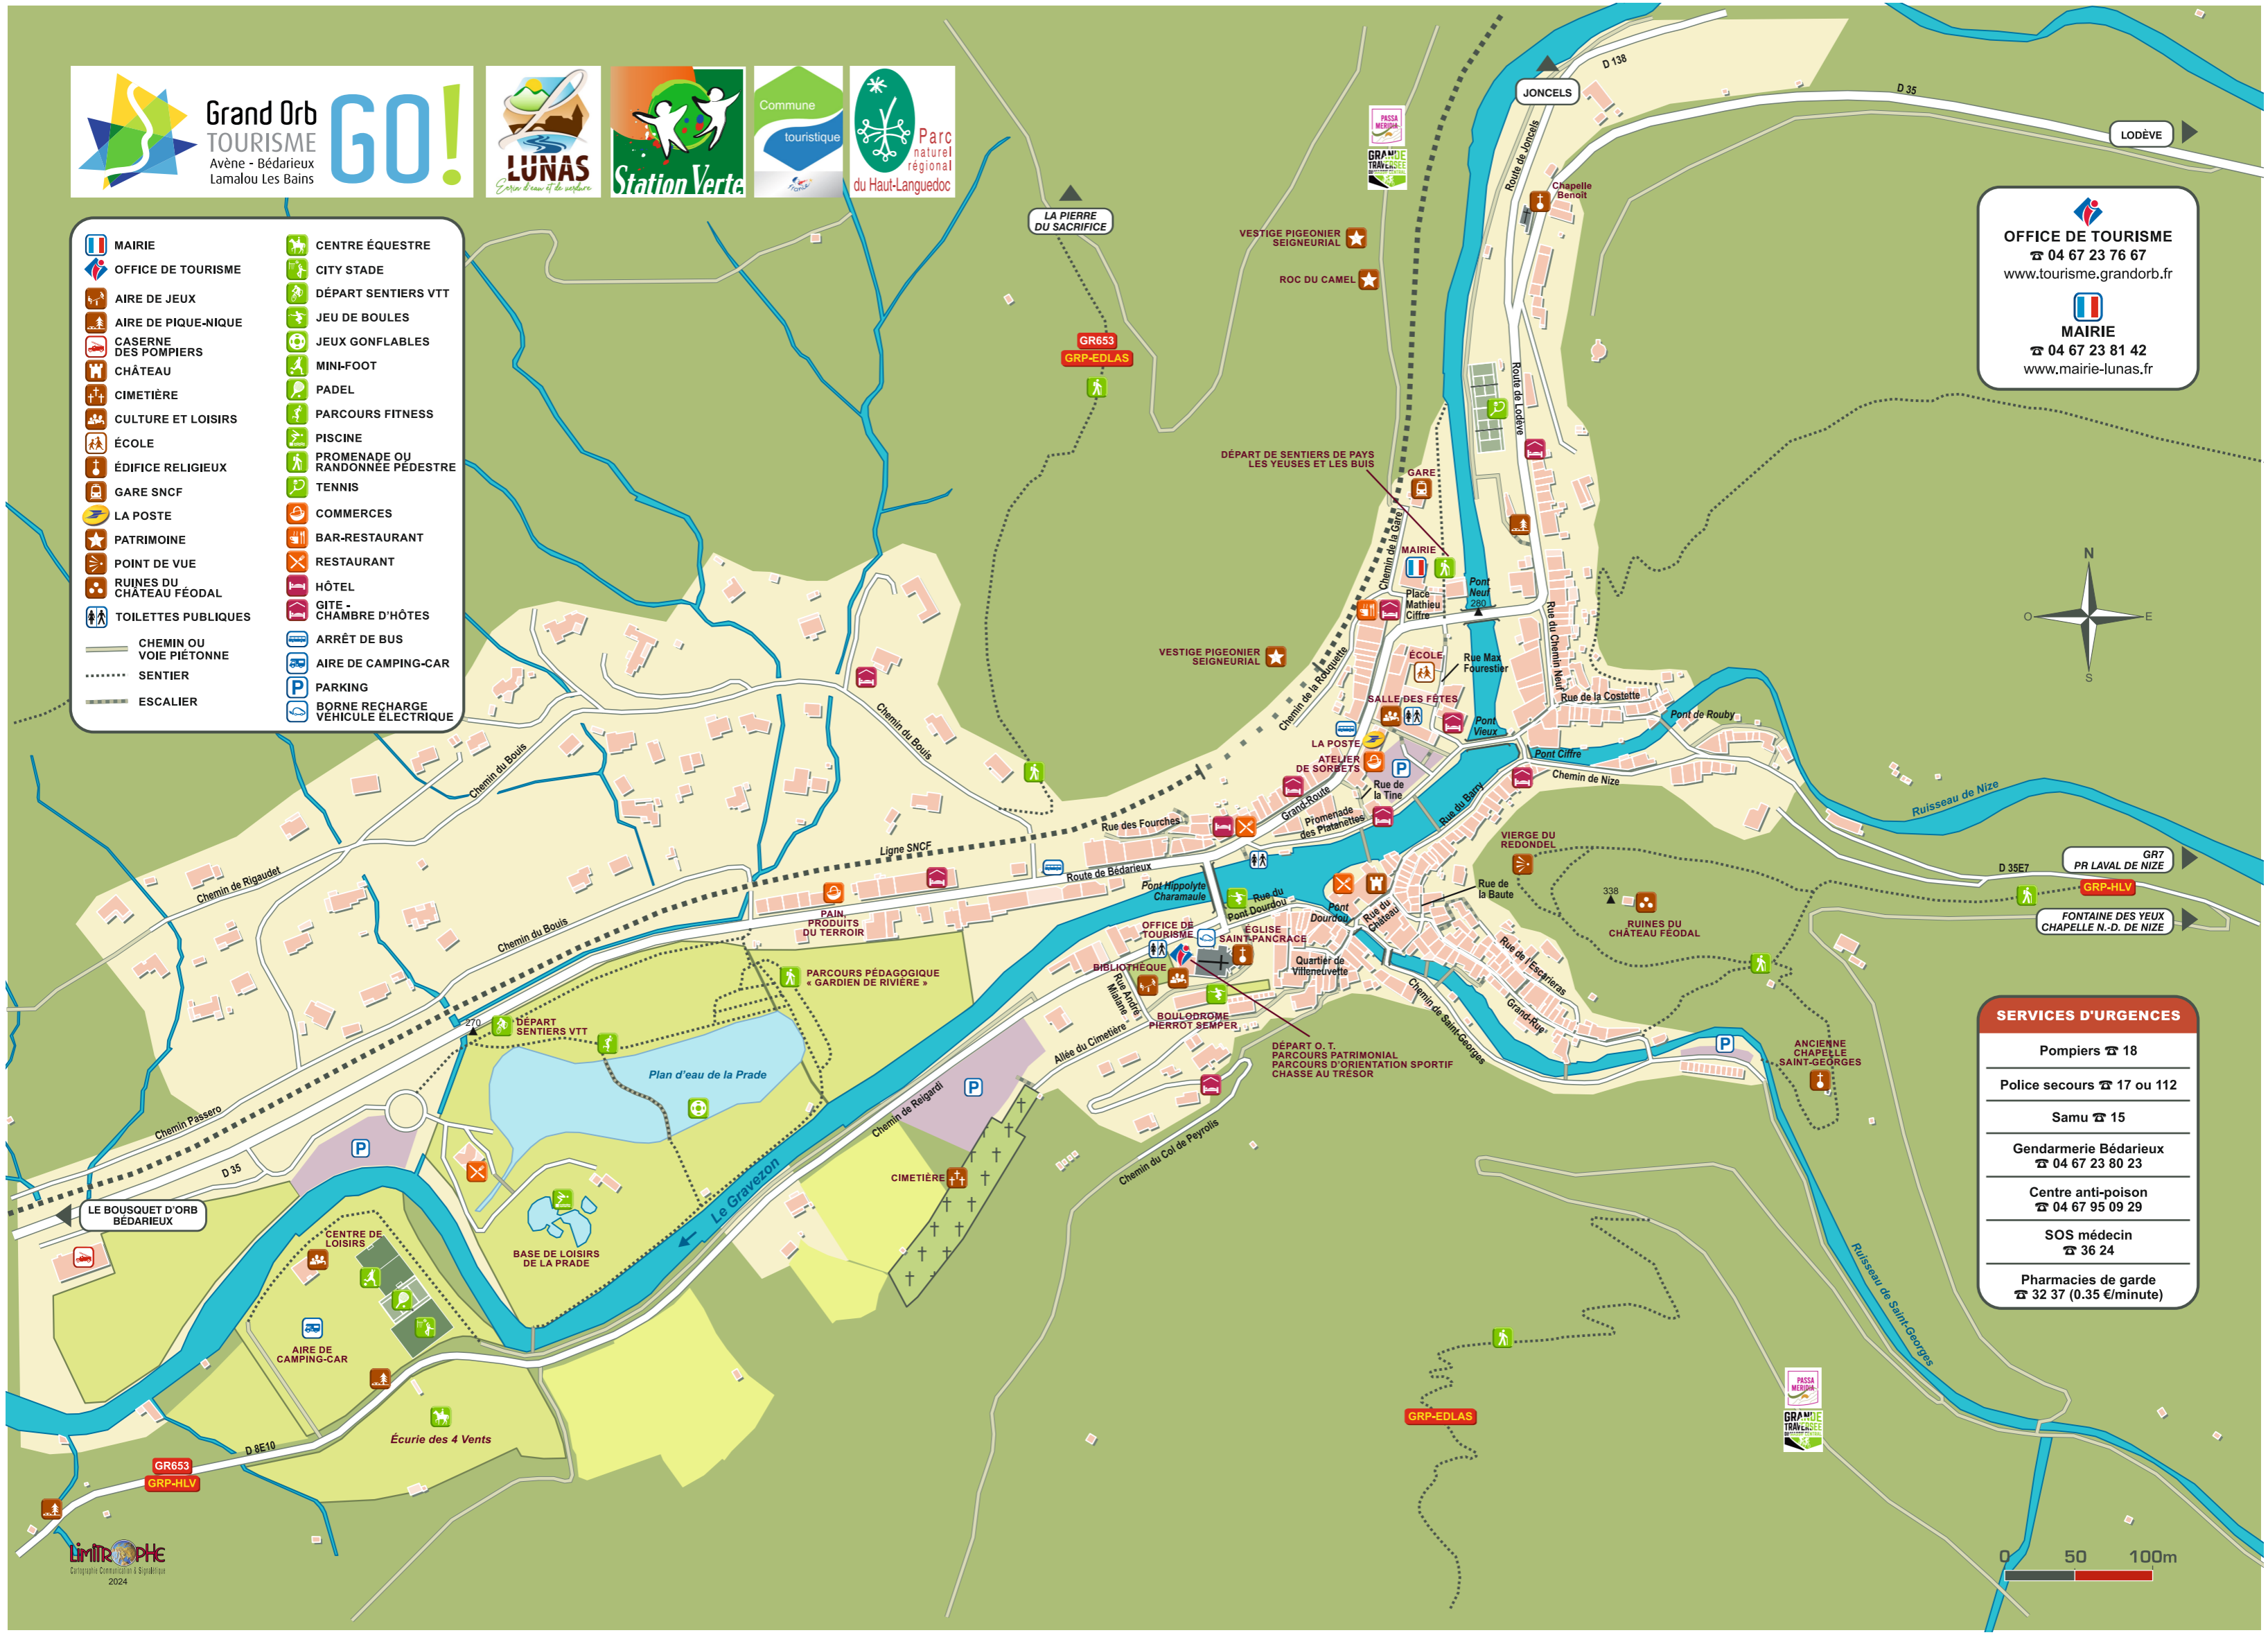 Grand Orb
TOURISME
Avène - Bédarieux
Lamalou Les Bains
GO!
LUNAS
Écrin d'eau et de verdure
Station Verte
Commune
touristique
France
Parc
naturel
régional
du Haut-Languedoc
MAIRIE
OFFICE DE TOURISME
AIRE DE JEUX
AIRE DE PIQUE-NIQUE
CASERNE
DES POMPIERS
CHÂTEAU
CIMETIÈRE
CULTURE ET LOISIRS
ÉCOLE
ÉDIFICE RELIGIEUX
GARE SNCF
LA POSTE
PATRIMOINE
POINT DE VUE
RUINES DU
CHÂTEAU FÉODAL
TOILETTES PUBLIQUES
CHEMIN OU
VOIE PIÉTONNE
SENTIER
ESCALIER
CENTRE ÉQUESTRE
CITY STADE
DÉPART SENTIERS VTT
JEU DE BOULES
JEUX GONFLABLES
MINI-FOOT
PADEL
PARCOURS FITNESS
PISCINE
PROMENADE OU
RANDONNÉE PÉDESTRE
TENNIS
COMMERCES
BAR-RESTAURANT
RESTAURANT
HÔTEL
GITE -
CHAMBRE D'HÔTES
ARRÊT DE BUS
AIRE DE CAMPING-CAR
P PARKING
BORNE RECHARGE
VÉHICULE ÉLECTRIQUE
LA PIERRE
DU SACRIFICE
GR653
GRP-EDLAS
PASSA
MERIDIA
GRANDE
TRAVERSÉE
VESTIGE PIGEONIER
SEIGNEURIAL
ROC DU CAMEL
JONCELS
D 138
D 35
LODÈVE
Route de Joncels
Chapelle
Benoît
Route de Lodève
OFFICE DE TOURISME
☎ 04 67 23 76 67
www.tourisme.grandorb.fr
MAIRIE
☎ 04 67 23 81 42
www.mairie-lunas.fr
N
O
E
S
DÉPART DE SENTIERS DE PAYS
LES YEUSES ET LES BUIS
GARE
Chemin de la Gare
MAIRIE
Place
Mathieu
Ciffre
Pont
Neuf
280
Rue du Chemin Neuf
VESTIGE PIGEONIER
SEIGNEURIAL
Chemin de la Rouquette
ÉCOLE
Rue Max
Fourestier
SALLE DES FÊTES
Rue de la Costette
Pont de Rouby
Pont
Vieux
Pont Ciffre
Chemin de Nize
Ruisseau de Nize
LA POSTE
ATELIER
DE SORBETS
P
Rue de
la Tine
Grand-Route
Promenade
des Platanettes
Rue du Barry
Rue des Fourches
Ligne SNCF
Route de Bédarieux
Chemin du Bouis
Chemin du Bouis
Chemin du Bouis
Chemin de Rigaudet
Chemin Passero
PAIN,
PRODUITS
DU TERROIR
Pont Hippolyte
Charamaule
Rue du
Pont Dourdou
Pont
Dourdou
Rue du
Château
Rue de
la Baute
VIERGE DU
REDONDEL
338
RUINES DU
CHÂTEAU FÉODAL
GR7
PR LAVAL DE NIZE
D 35E7
GRP-HLV
FONTAINE DES YEUX
CHAPELLE N.-D. DE NIZE
OFFICE DE
TOURISME
ÉGLISE
SAINT-PANCRACE
BIBLIOTHÈQUE
Rue André
Mialane
Quartier de
Villeneuvette
Rue de l'Escarieras
Grand-Rue
Chemin de Saint-Georges
BOULODROME
PIERROT SEMPER
Allée du Cimetière
DÉPART O. T.
PARCOURS PATRIMONIAL
PARCOURS D'ORIENTATION SPORTIF
CHASSE AU TRÉSOR
P
ANCIENNE
CHAPELLE
SAINT-GEORGES
PARCOURS PÉDAGOGIQUE
« GARDIEN DE RIVIÈRE »
270
DÉPART
SENTIERS VTT
Plan d'eau de la Prade
P
Chemin de Reigardi
CIMETIÈRE
Chemin du Col de Peyrolis
Le Gravezon
P
D 35
LE BOUSQUET D'ORB
BÉDARIEUX
CENTRE DE
LOISIRS
BASE DE LOISIRS
DE LA PRADE
AIRE DE
CAMPING-CAR
Écurie des 4 Vents
D 8E10
GR653
GRP-HLV
GRP-EDLAS
PASSA
MERIDIA
GRANDE
TRAVERSÉE
Ruisseau de Saint-Georges
SERVICES D'URGENCES
Pompiers ☎ 18
Police secours ☎ 17 ou 112
Samu ☎ 15
Gendarmerie Bédarieux
☎ 04 67 23 80 23
Centre anti-poison
☎ 04 67 95 09 29
SOS médecin
☎ 36 24
Pharmacies de garde
☎ 32 37 (0.35 €/minute)
0 50 100m
LIMITROPHE
Cartographie Communication & Signalétique
2024